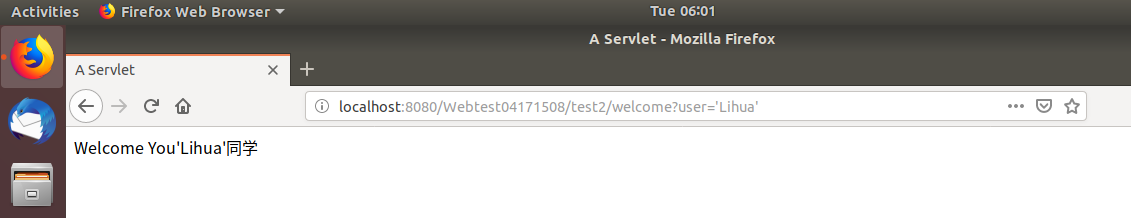 Activities Firefox Web Browser Tue 06:01
A Servlet - Mozilla Firefox
A Servlet
localhost:8080/Webtest04171508/test2/welcome?user='Lihua'
Welcome You'Lihua'同学